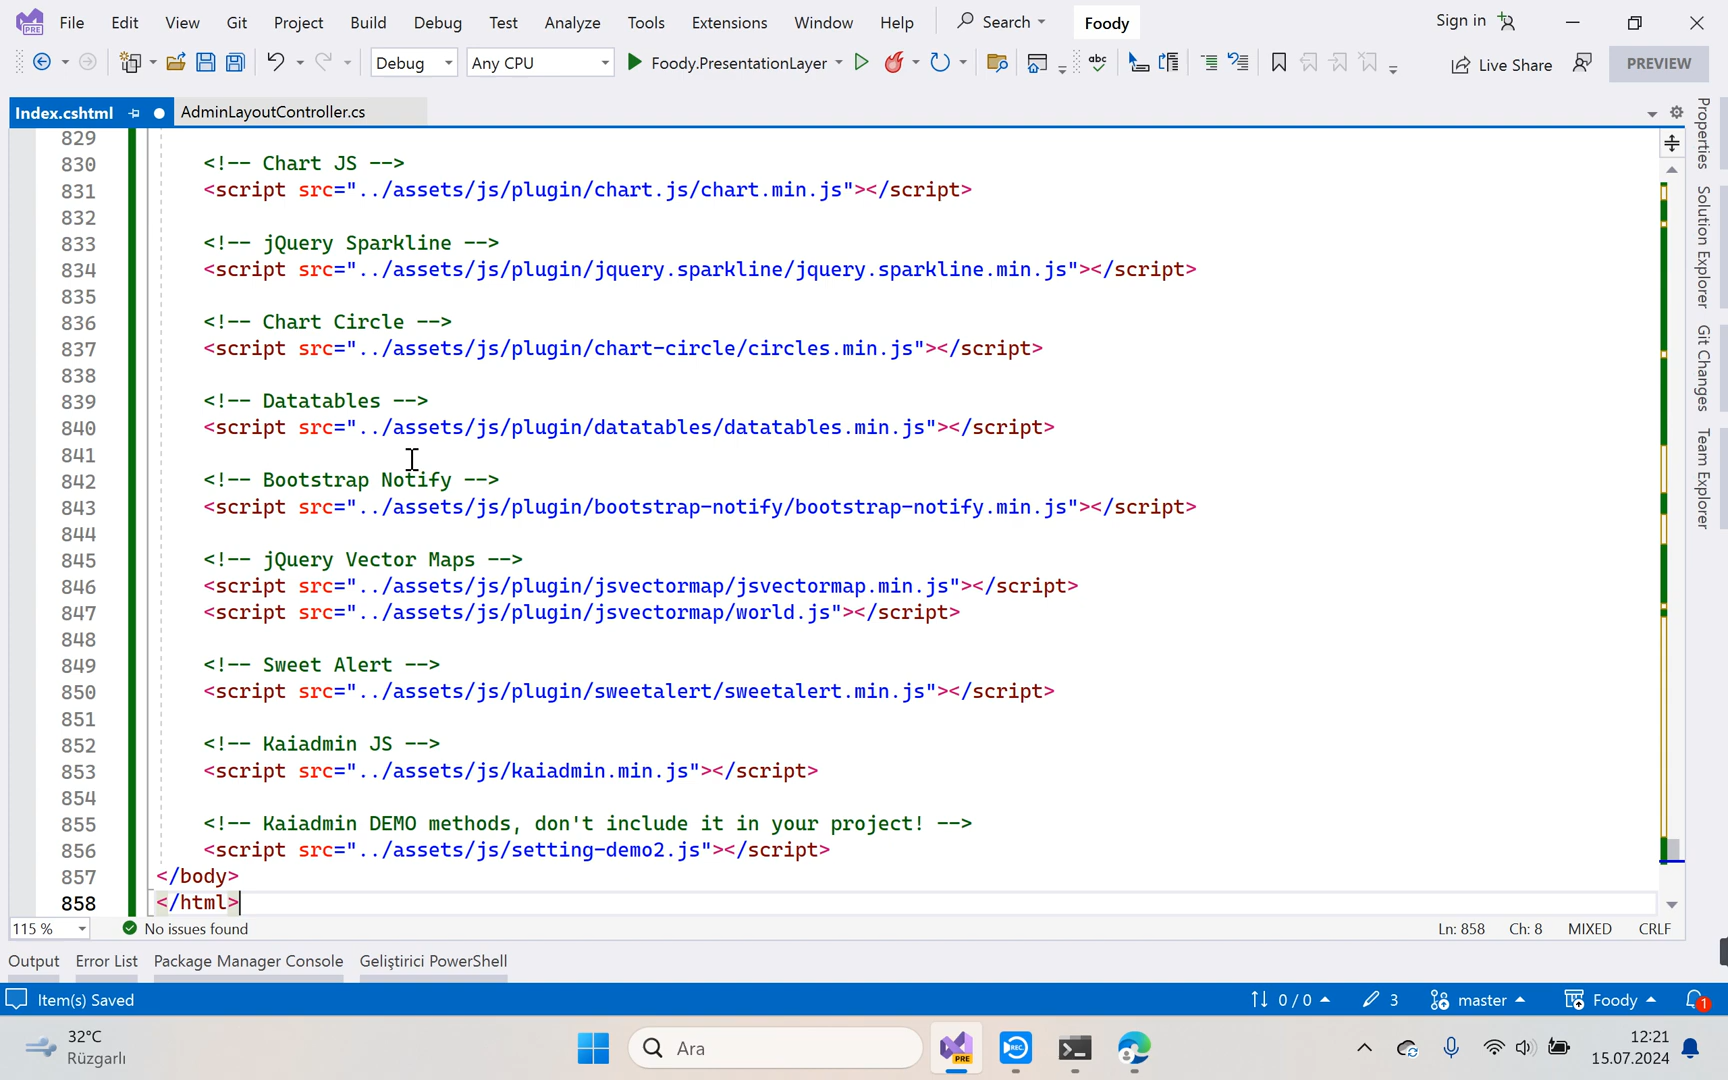 File Edit View Git Project Build Debug Test Analyze Tools Extensions Window Help Search Foody Sign in
PRE
Debug Any CPU Foody.PresentationLayer abc Live Share PREVIEW
Index.cshtml AdminLayoutController.cs
829
830 <!-- Chart JS -->
831 <script src="../assets/js/plugin/chart.js/chart.min.js"></script>
832
833 <!-- jQuery Sparkline -->
834 <script src="../assets/js/plugin/jquery.sparkline/jquery.sparkline.min.js"></script>
835
836 <!-- Chart Circle -->
837 <script src="../assets/js/plugin/chart-circle/circles.min.js"></script>
838
839 <!-- Datatables -->
840 <script src="../assets/js/plugin/datatables/datatables.min.js"></script>
841
842 <!-- Bootstrap Notify -->
843 <script src="../assets/js/plugin/bootstrap-notify/bootstrap-notify.min.js"></script>
844
845 <!-- jQuery Vector Maps -->
846 <script src="../assets/js/plugin/jsvectormap/jsvectormap.min.js"></script>
847 <script src="../assets/js/plugin/jsvectormap/world.js"></script>
848
849 <!-- Sweet Alert -->
850 <script src="../assets/js/plugin/sweetalert/sweetalert.min.js"></script>
851
852 <!-- Kaiadmin JS -->
853 <script src="../assets/js/kaiadmin.min.js"></script>
854
855 <!-- Kaiadmin DEMO methods, don't include it in your project! -->
856 <script src="../assets/js/setting-demo2.js"></script>
857 </body>
858 </html>
Properties
Solution Explorer
Git Changes
Team Explorer
115 % No issues found Ln: 858 Ch: 8 MIXED CRLF
Output Error List Package Manager Console Geliştirici PowerShell
Item(s) Saved 0 / 0 3 master Foody 1
32°C
Rüzgarlı
Ara
PRE
REC
12:21
15.07.2024